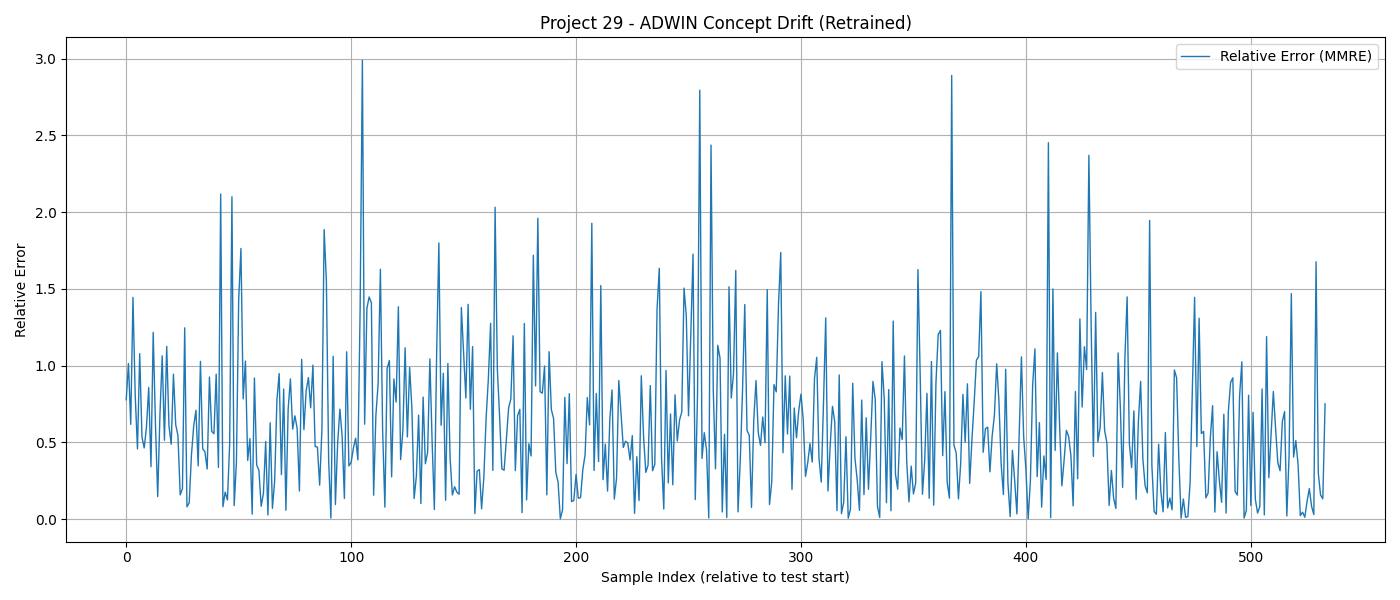 Project 29 - ADWIN Concept Drift (Retrained)
Relative Error (MMRE)
3.0
2.5
2.0
1.5
1.0
0.5
0.0
Relative Error
0 100 200 300 400 500
Sample Index (relative to test start)